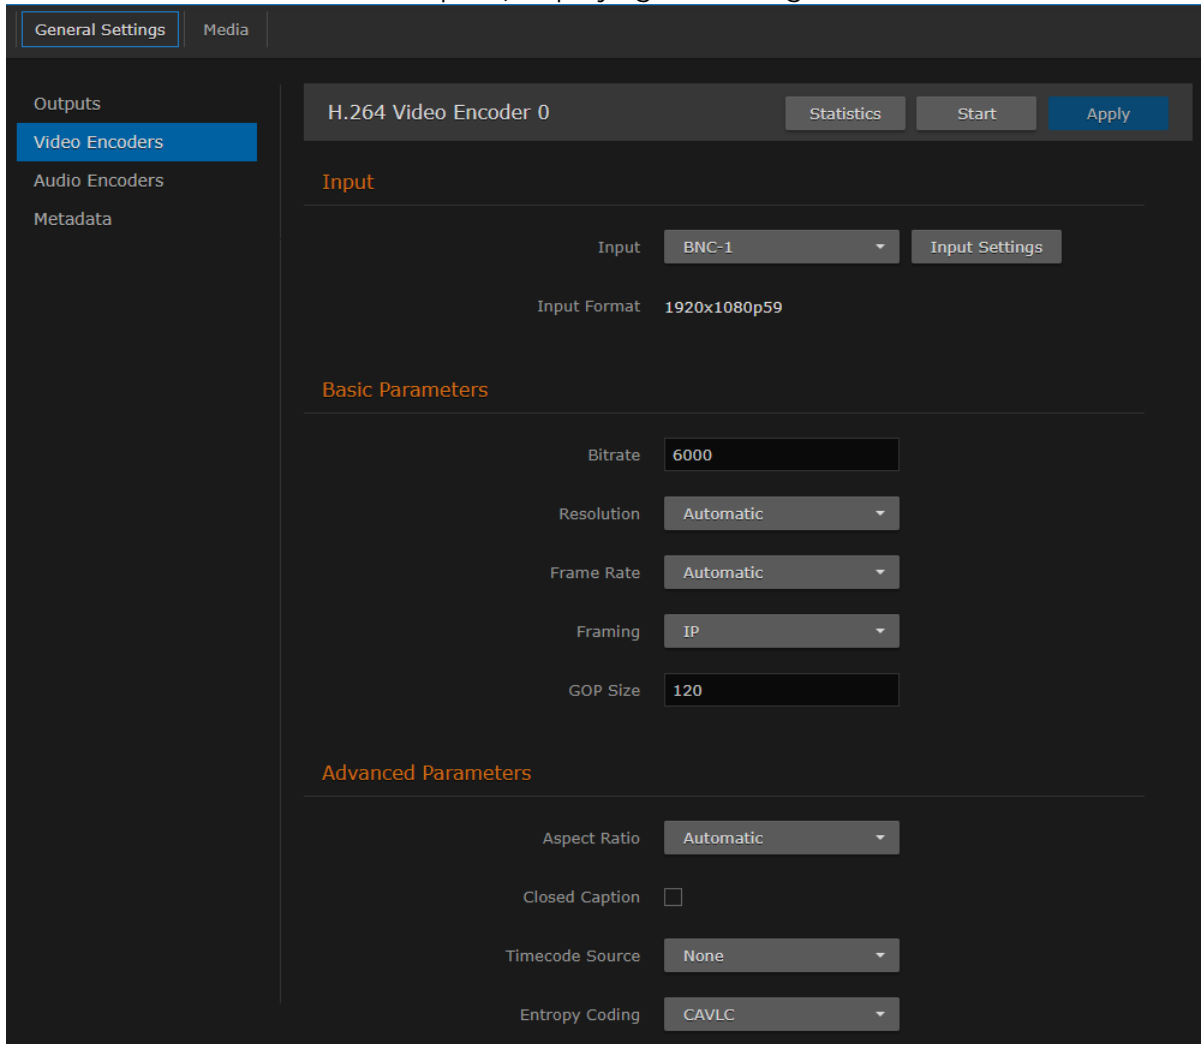 General Settings Media
Outputs
Video Encoders
Audio Encoders
Metadata
H.264 Video Encoder 0 Statistics Start Apply
Input
Input BNC-1 Input Settings
Input Format 1920x1080p59
Basic Parameters
Bitrate 6000
Resolution Automatic
Frame Rate Automatic
Framing IP
GOP Size 120
Advanced Parameters
Aspect Ratio Automatic
Closed Caption
Timecode Source None
Entropy Coding CAVLC